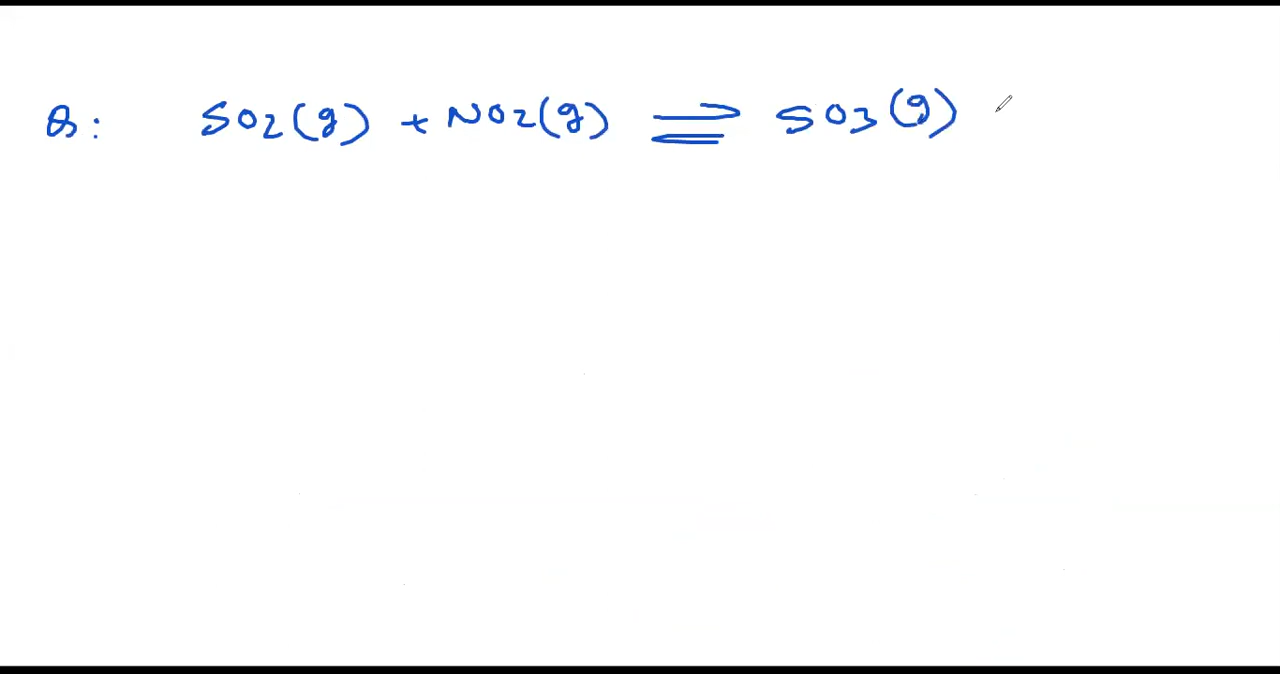 Q: SO2(g) + NO2(g) ⇌ SO3(g)